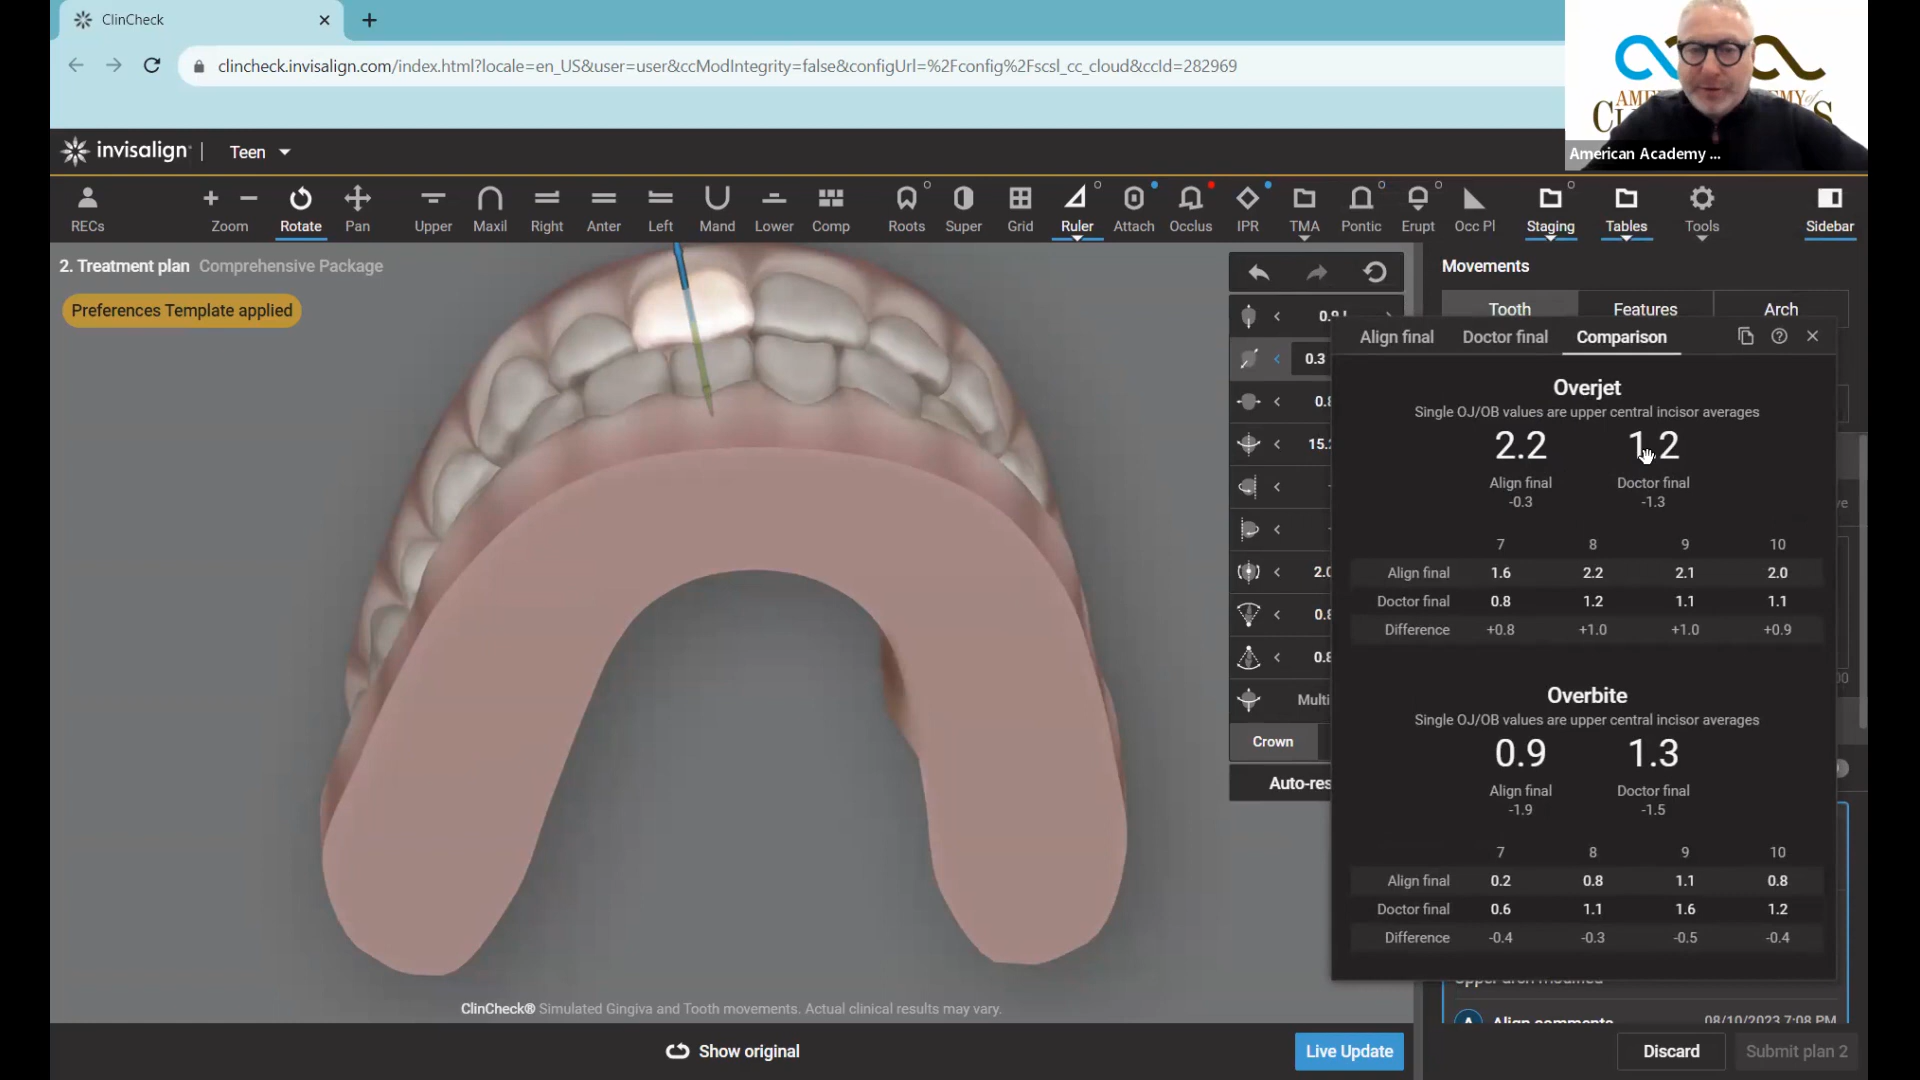 ClinCheck
clincheck.invisalign.com/index.html?locale=en_US&user=user&ccModIntegrity=false&configUrl=%2Fconfig%2Fscsl_cc_cloud&ccId=282969
American Academy ...
invisalign | Teen
RECs Zoom Rotate Pan Upper Maxil Right Anter Left Mand Lower Comp Roots Super Grid Ruler Attach Occlus IPR TMA Pontic Erupt Occ Pl Staging Tables Tools Sidebar
2. Treatment plan Comprehensive Package
Preferences Template applied
Movements
Tooth Features Arch
Align final Doctor final Comparison
0.3
Multi
Crown
Auto-res
Overjet
Single OJ/OB values are upper central incisor averages
2.2 1.2
Align final Doctor final
-0.3 -1.3
7 8 9 10
Align final 1.6 2.2 2.1 2.0
Doctor final 0.8 1.2 1.1 1.1
Difference +0.8 +1.0 +1.0 +0.9
Overbite
Single OJ/OB values are upper central incisor averages
0.9 1.3
Align final Doctor final
-1.9 -1.5
7 8 9 10
Align final 0.2 0.8 1.1 0.8
Doctor final 0.6 1.1 1.6 1.2
Difference -0.4 -0.3 -0.5 -0.4
Align comments 08/10/2023 7:08 PM
ClinCheck® Simulated Gingiva and Tooth movements. Actual clinical results may vary.
Show original
Live Update Discard Submit plan 2